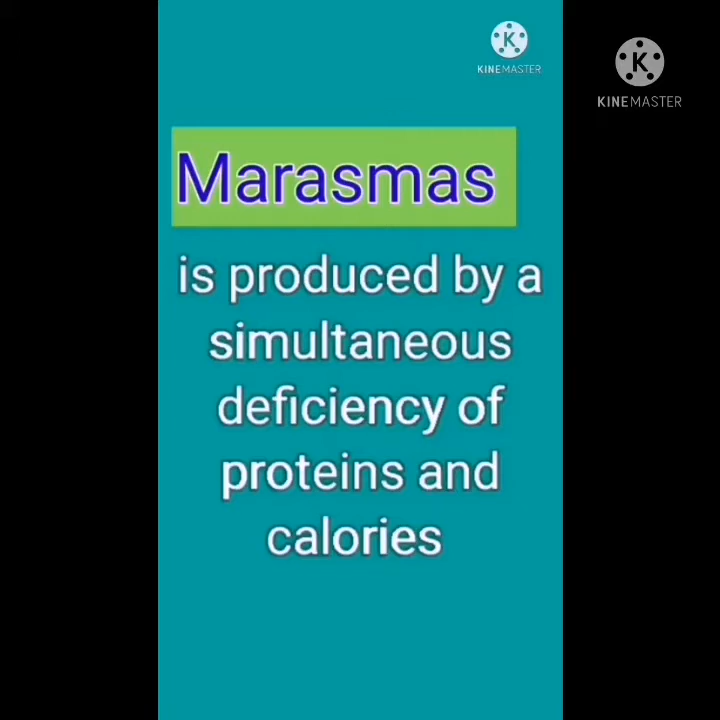 K
KINEMASTER
K
KINEMASTER
Marasmas
is produced by a
simultaneous
deficiency of
proteins and
calories